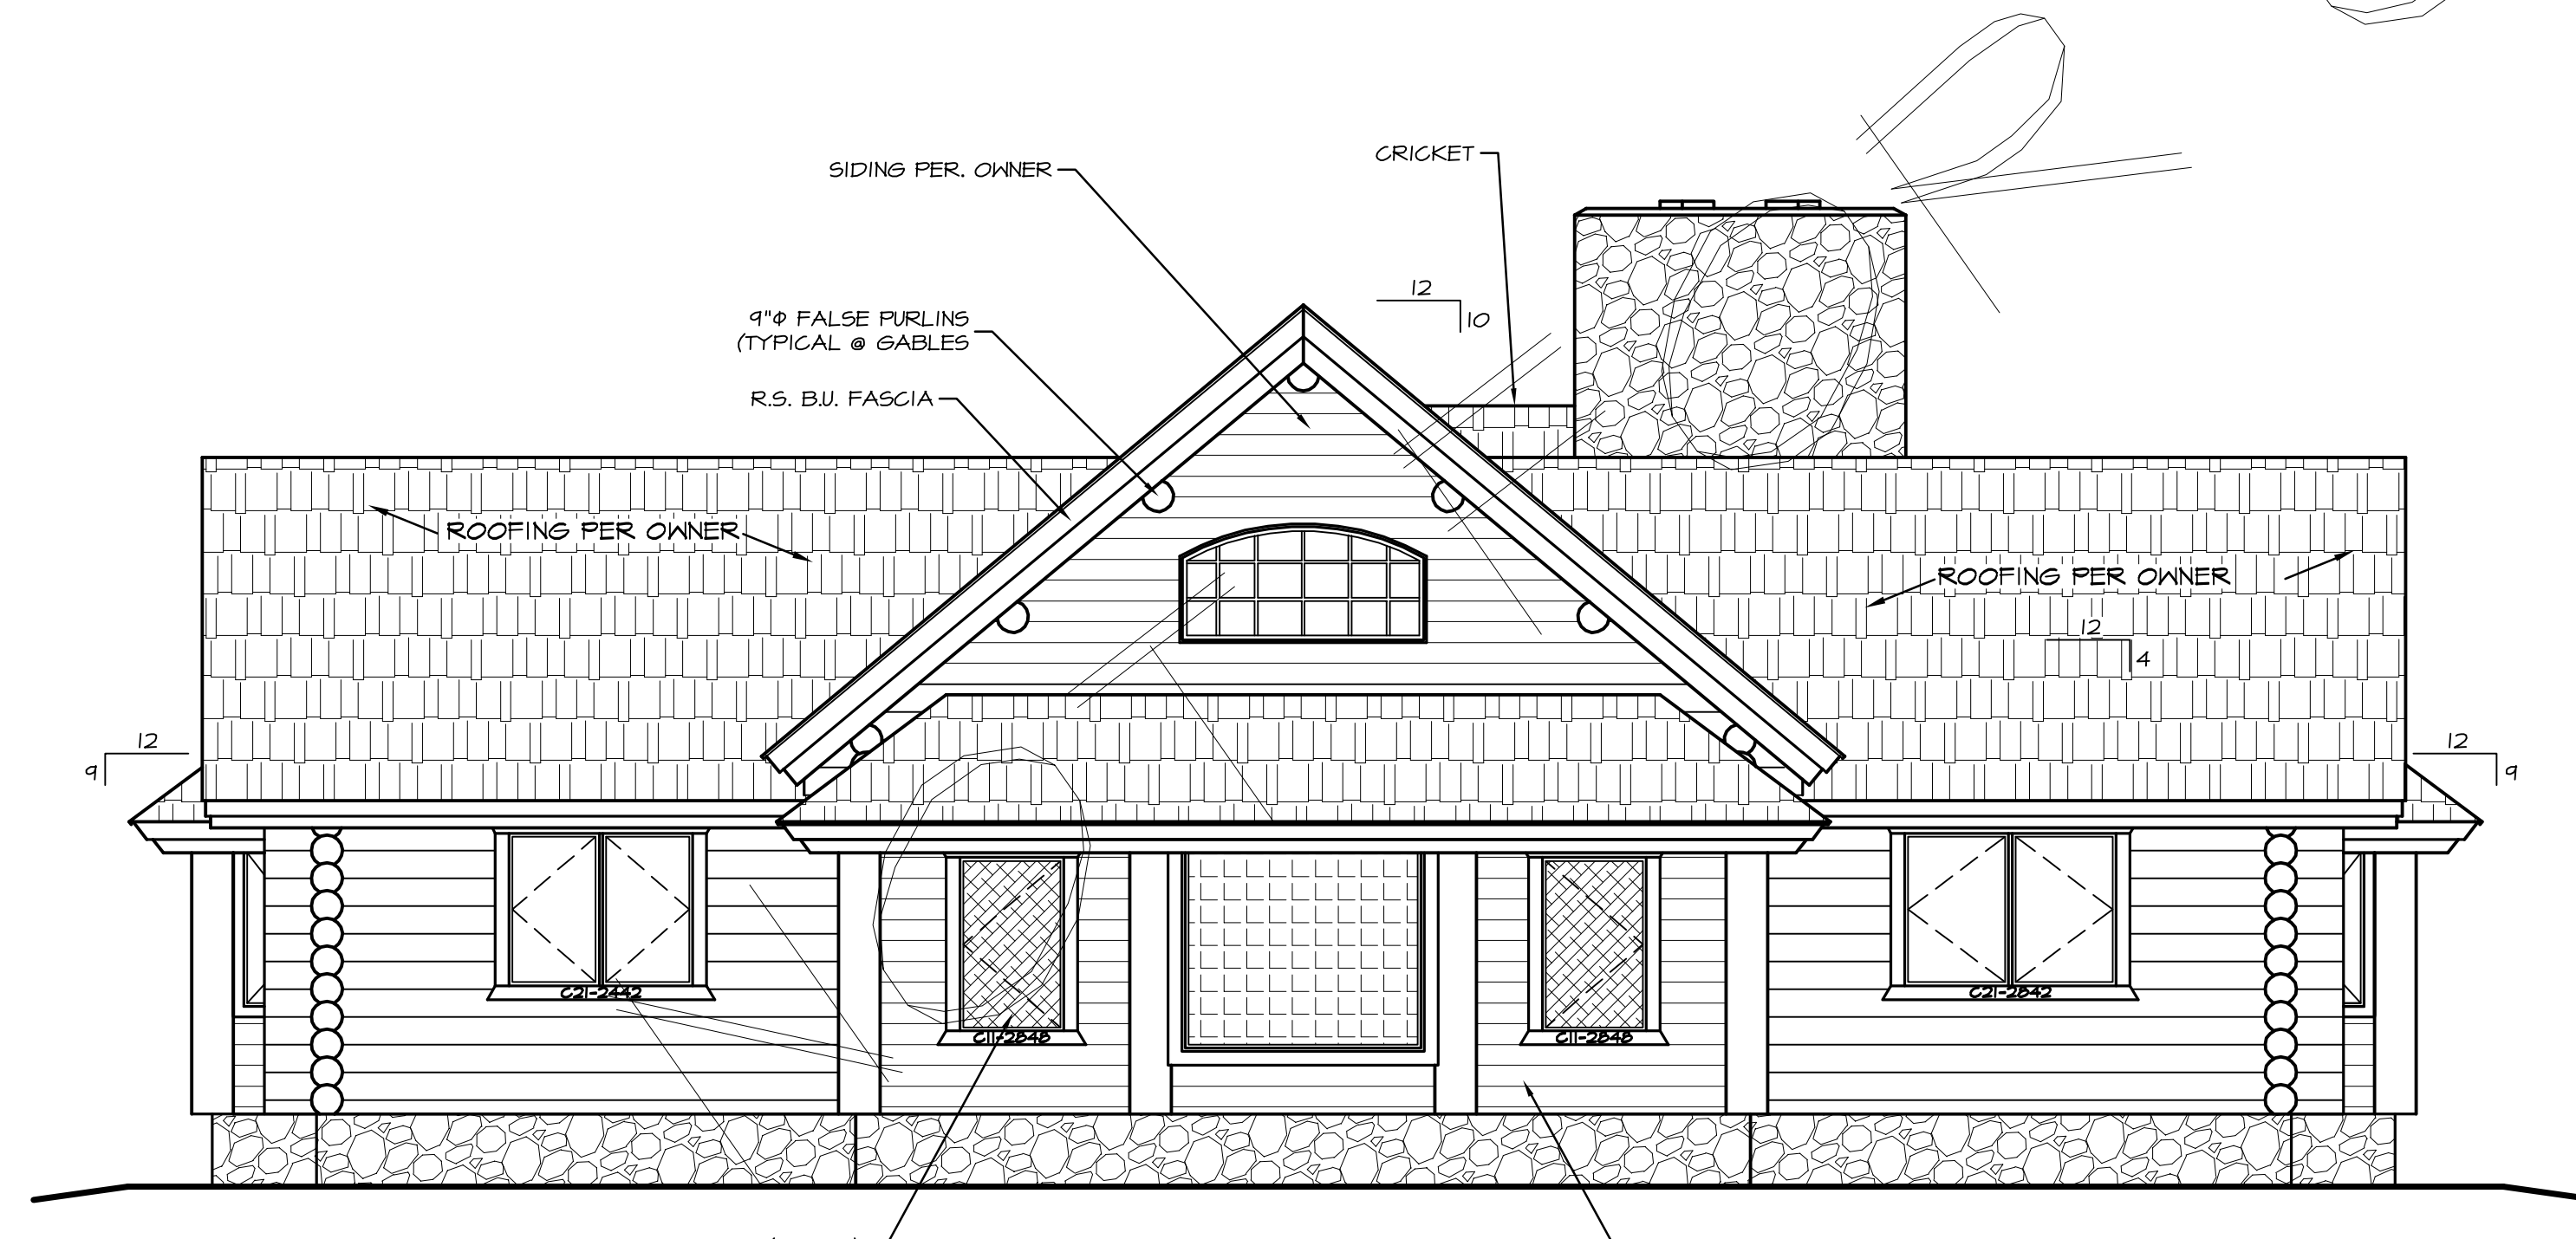 CRICKET
SIDING PER. OWNER
12
10
9"Φ FALSE PURLINS
(TYPICAL @ GABLES
R.S. B.U. FASCIA
ROOFING PER OWNER
ROOFING PER OWNER
12
4
12
9
12
9
C21-2442
C21-2842
C11-2848
C11-2848